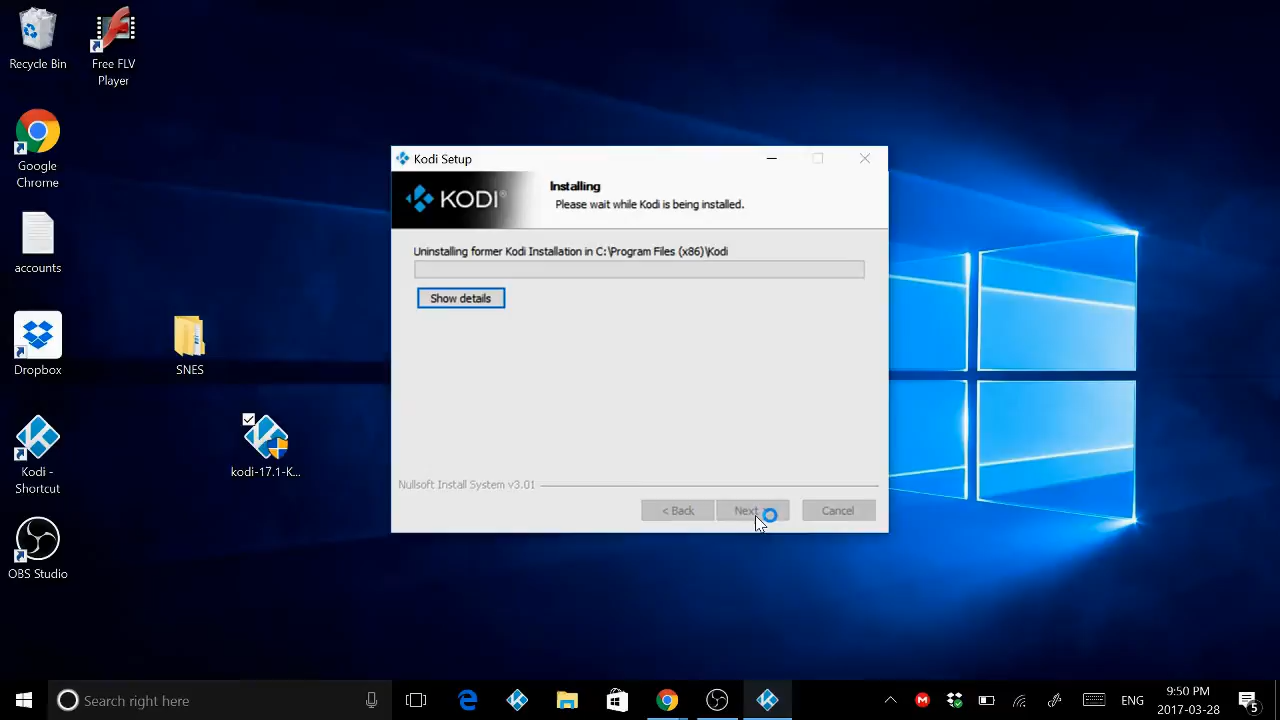 Recycle Bin
Free FLV
Player
Google
Chrome
accounts
Dropbox
SNES
Kodi -
Shortcut
kodi-17.1-K...
OBS Studio
Kodi Setup
KODI®
Installing
Please wait while Kodi is being installed.
Uninstalling former Kodi Installation in C:\Program Files (x86)\Kodi
Show details
Nullsoft Install System v3.01
< Back
Next >
Cancel
Search right here
ENG
9:50 PM
2017-03-28
5